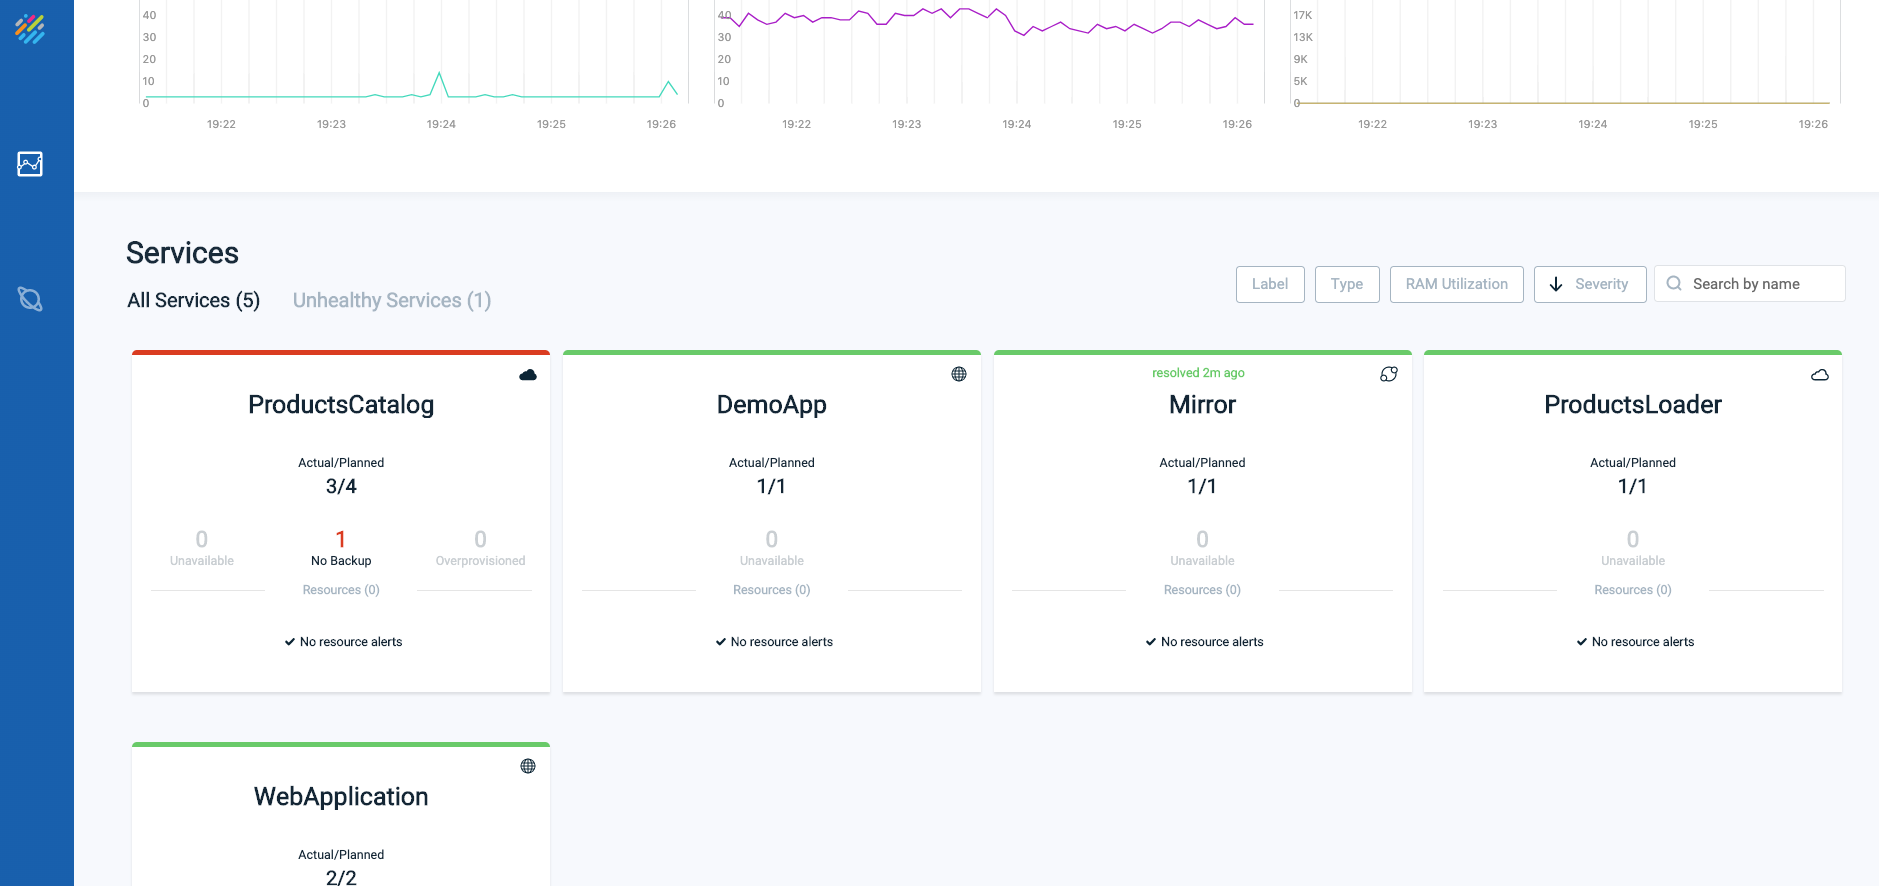 40
30
20
10
0
19:22 19:23 19:24 19:25 19:26
40
30
20
10
0
19:22 19:23 19:24 19:25 19:26
17K
13K
9K
5K
0
19:22 19:23 19:24 19:25 19:26
Services
All Services (5) Unhealthy Services (1)
Label Type RAM Utilization Severity Search by name
ProductsCatalog
Actual/Planned
3/4
0 1 0
Unavailable No Backup Overprovisioned
Resources (0)
No resource alerts
DemoApp
Actual/Planned
1/1
0
Unavailable
Resources (0)
No resource alerts
resolved 2m ago
Mirror
Actual/Planned
1/1
0
Unavailable
Resources (0)
No resource alerts
ProductsLoader
Actual/Planned
1/1
0
Unavailable
Resources (0)
No resource alerts
WebApplication
Actual/Planned
2/2